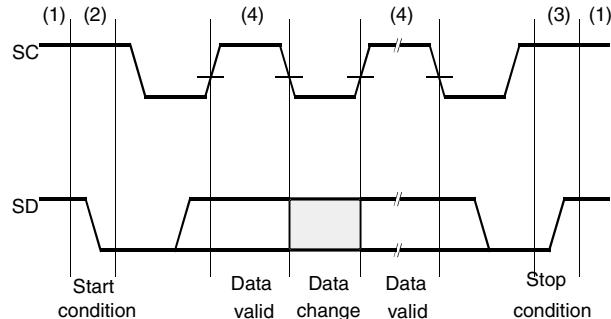 (1) (2) (4) (4) (3) (1)
SC
SD
Start condition
Data valid
Data change
Data valid
Stop condition